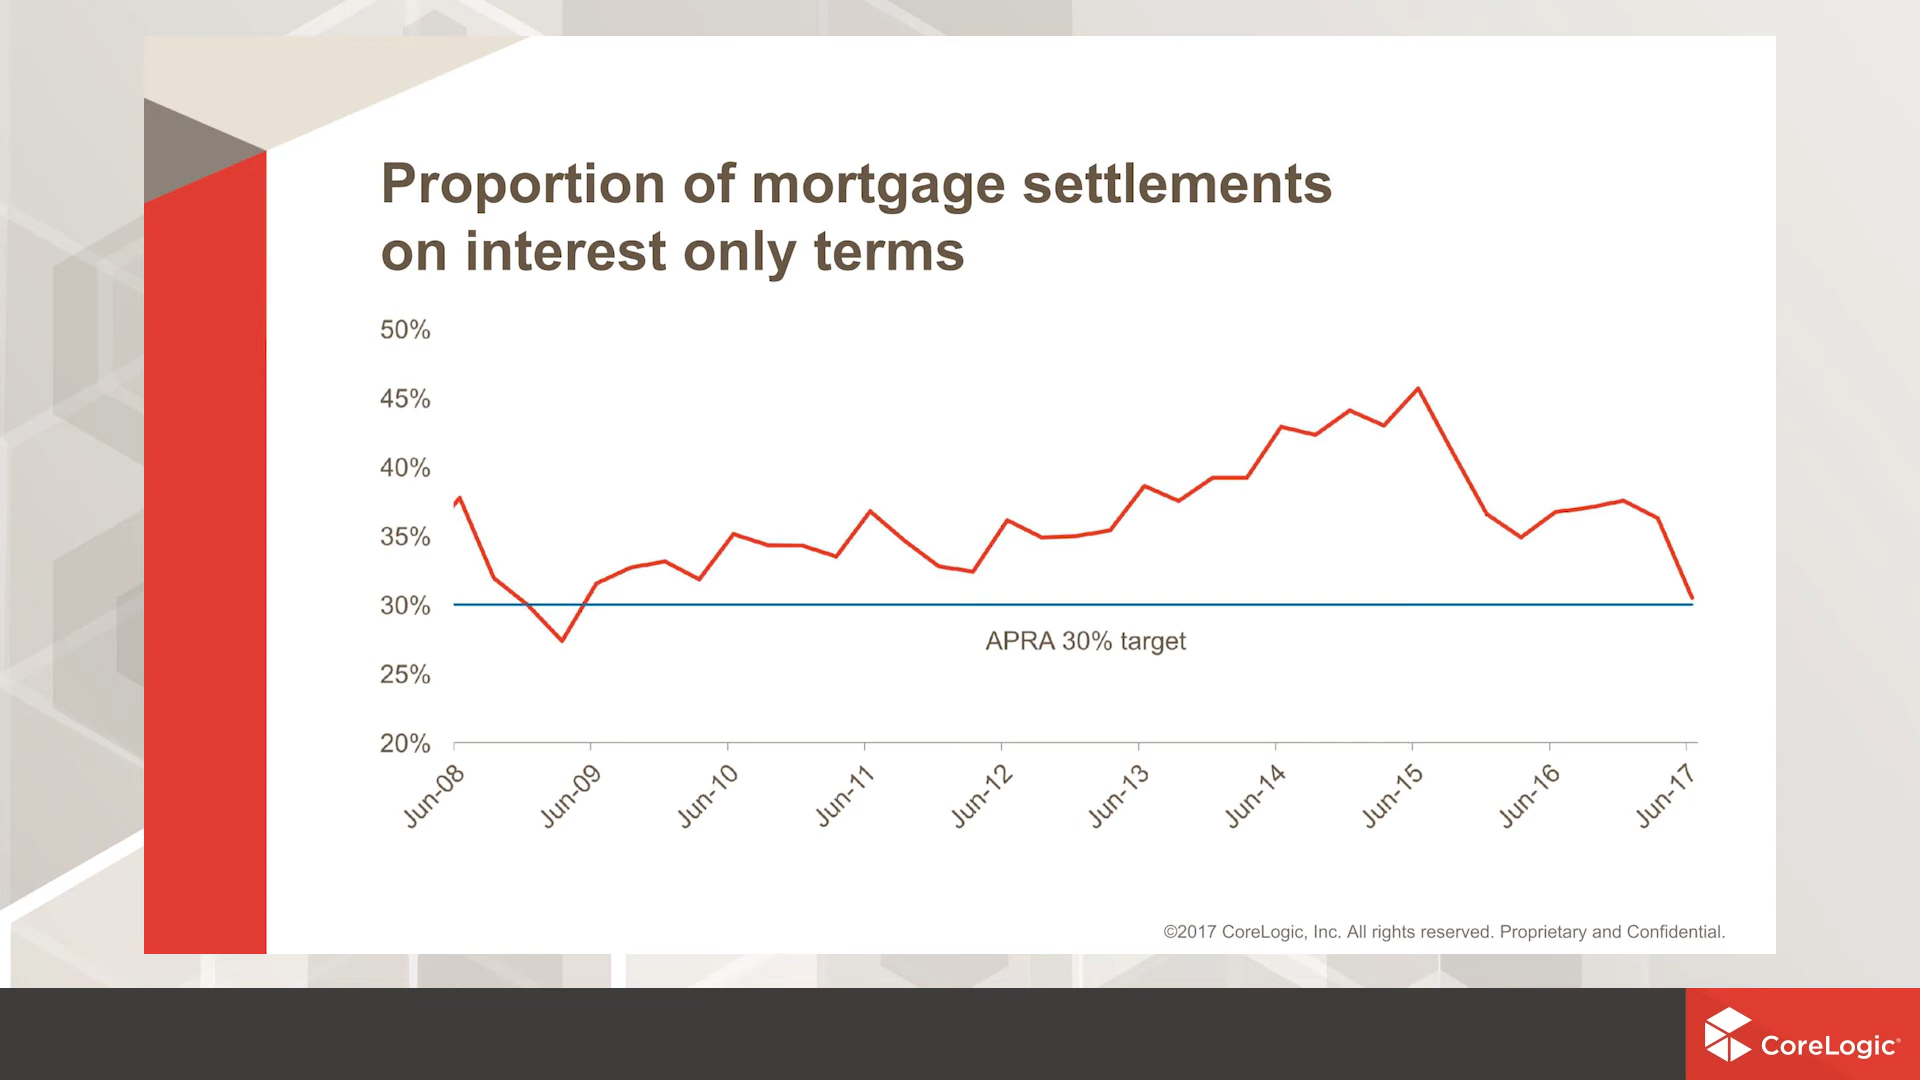 Proportion of mortgage settlements
on interest only terms
50%
45%
40%
35%
30%
25%
20%
APRA 30% target
Jun-08
Jun-09
Jun-10
Jun-11
Jun-12
Jun-13
Jun-14
Jun-15
Jun-16
Jun-17
©2017 CoreLogic, Inc. All rights reserved. Proprietary and Confidential.
CoreLogic